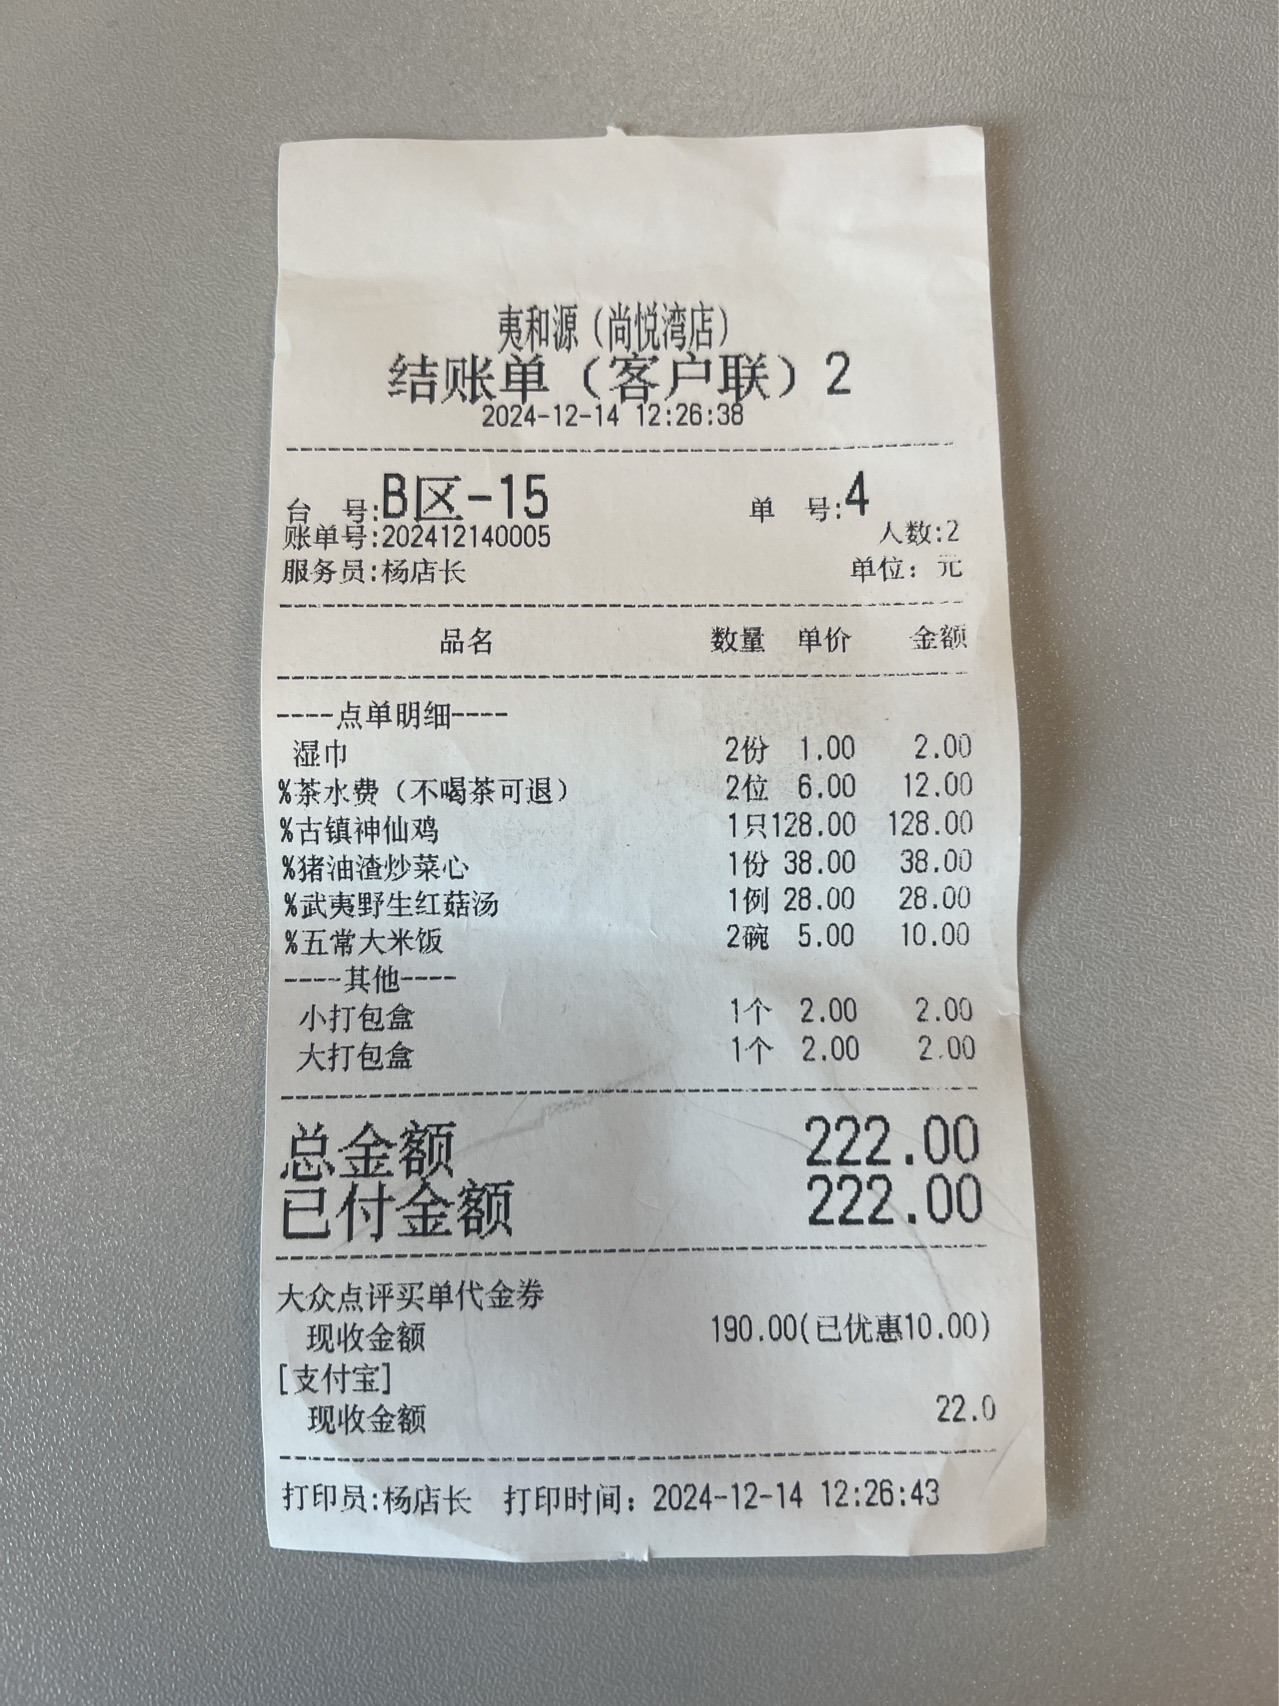 夷和源（尚悦湾店）
结账单（客户联）2
2024-12-14 12:26:38
台 号:B区-15 单 号:4
账单号:202412140005 人数:2
服务员:杨店长 单位：元
品名 数量 单价 金额
----点单明细----
湿巾 2份 1.00 2.00
%茶水费（不喝茶可退） 2位 6.00 12.00
%古镇神仙鸡 1只128.00 128.00
%猪油渣炒菜心 1份 38.00 38.00
%武夷野生红菇汤 1例 28.00 28.00
%五常大米饭 2碗 5.00 10.00
----其他----
小打包盒 1个 2.00 2.00
大打包盒 1个 2.00 2.00
总金额 222.00
已付金额 222.00
大众点评买单代金券
现收金额 190.00(已优惠10.00)
[支付宝]
现收金额 22.0
打印员:杨店长 打印时间：2024-12-14 12:26:43